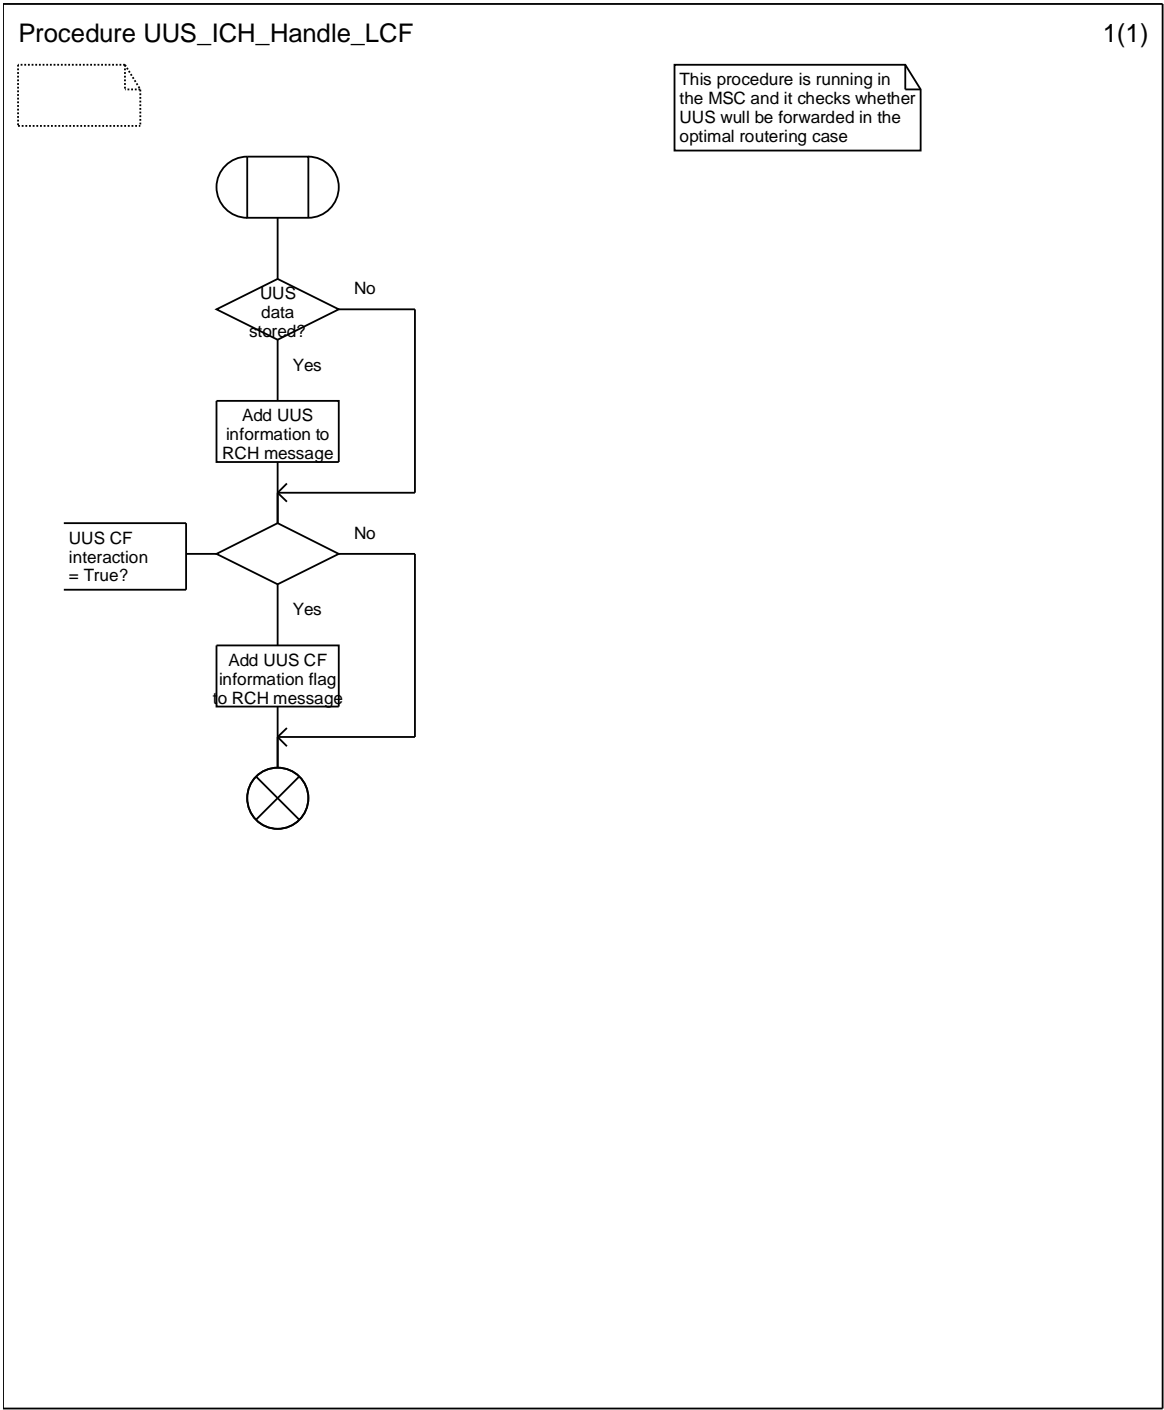 Procedure UUS_ICH_Handle_LCF
1(1)
This procedure is running in
the MSC and it checks whether
UUS wull be forwarded in the
optimal routering case
UUS
data
stored?
No
Yes
Add UUS
information to
RCH message
UUS CF
interaction
= True?
No
Yes
Add UUS CF
information flag
to RCH message